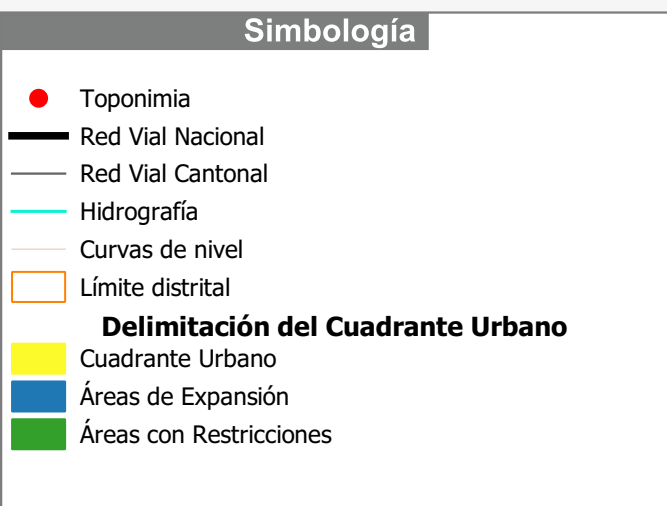 Simbología
Toponimia
Red Vial Nacional
Red Vial Cantonal
Hidrografía
Curvas de nivel
Límite distrital
Delimitación del Cuadrante Urbano
Cuadrante Urbano
Áreas de Expansión
Áreas con Restricciones